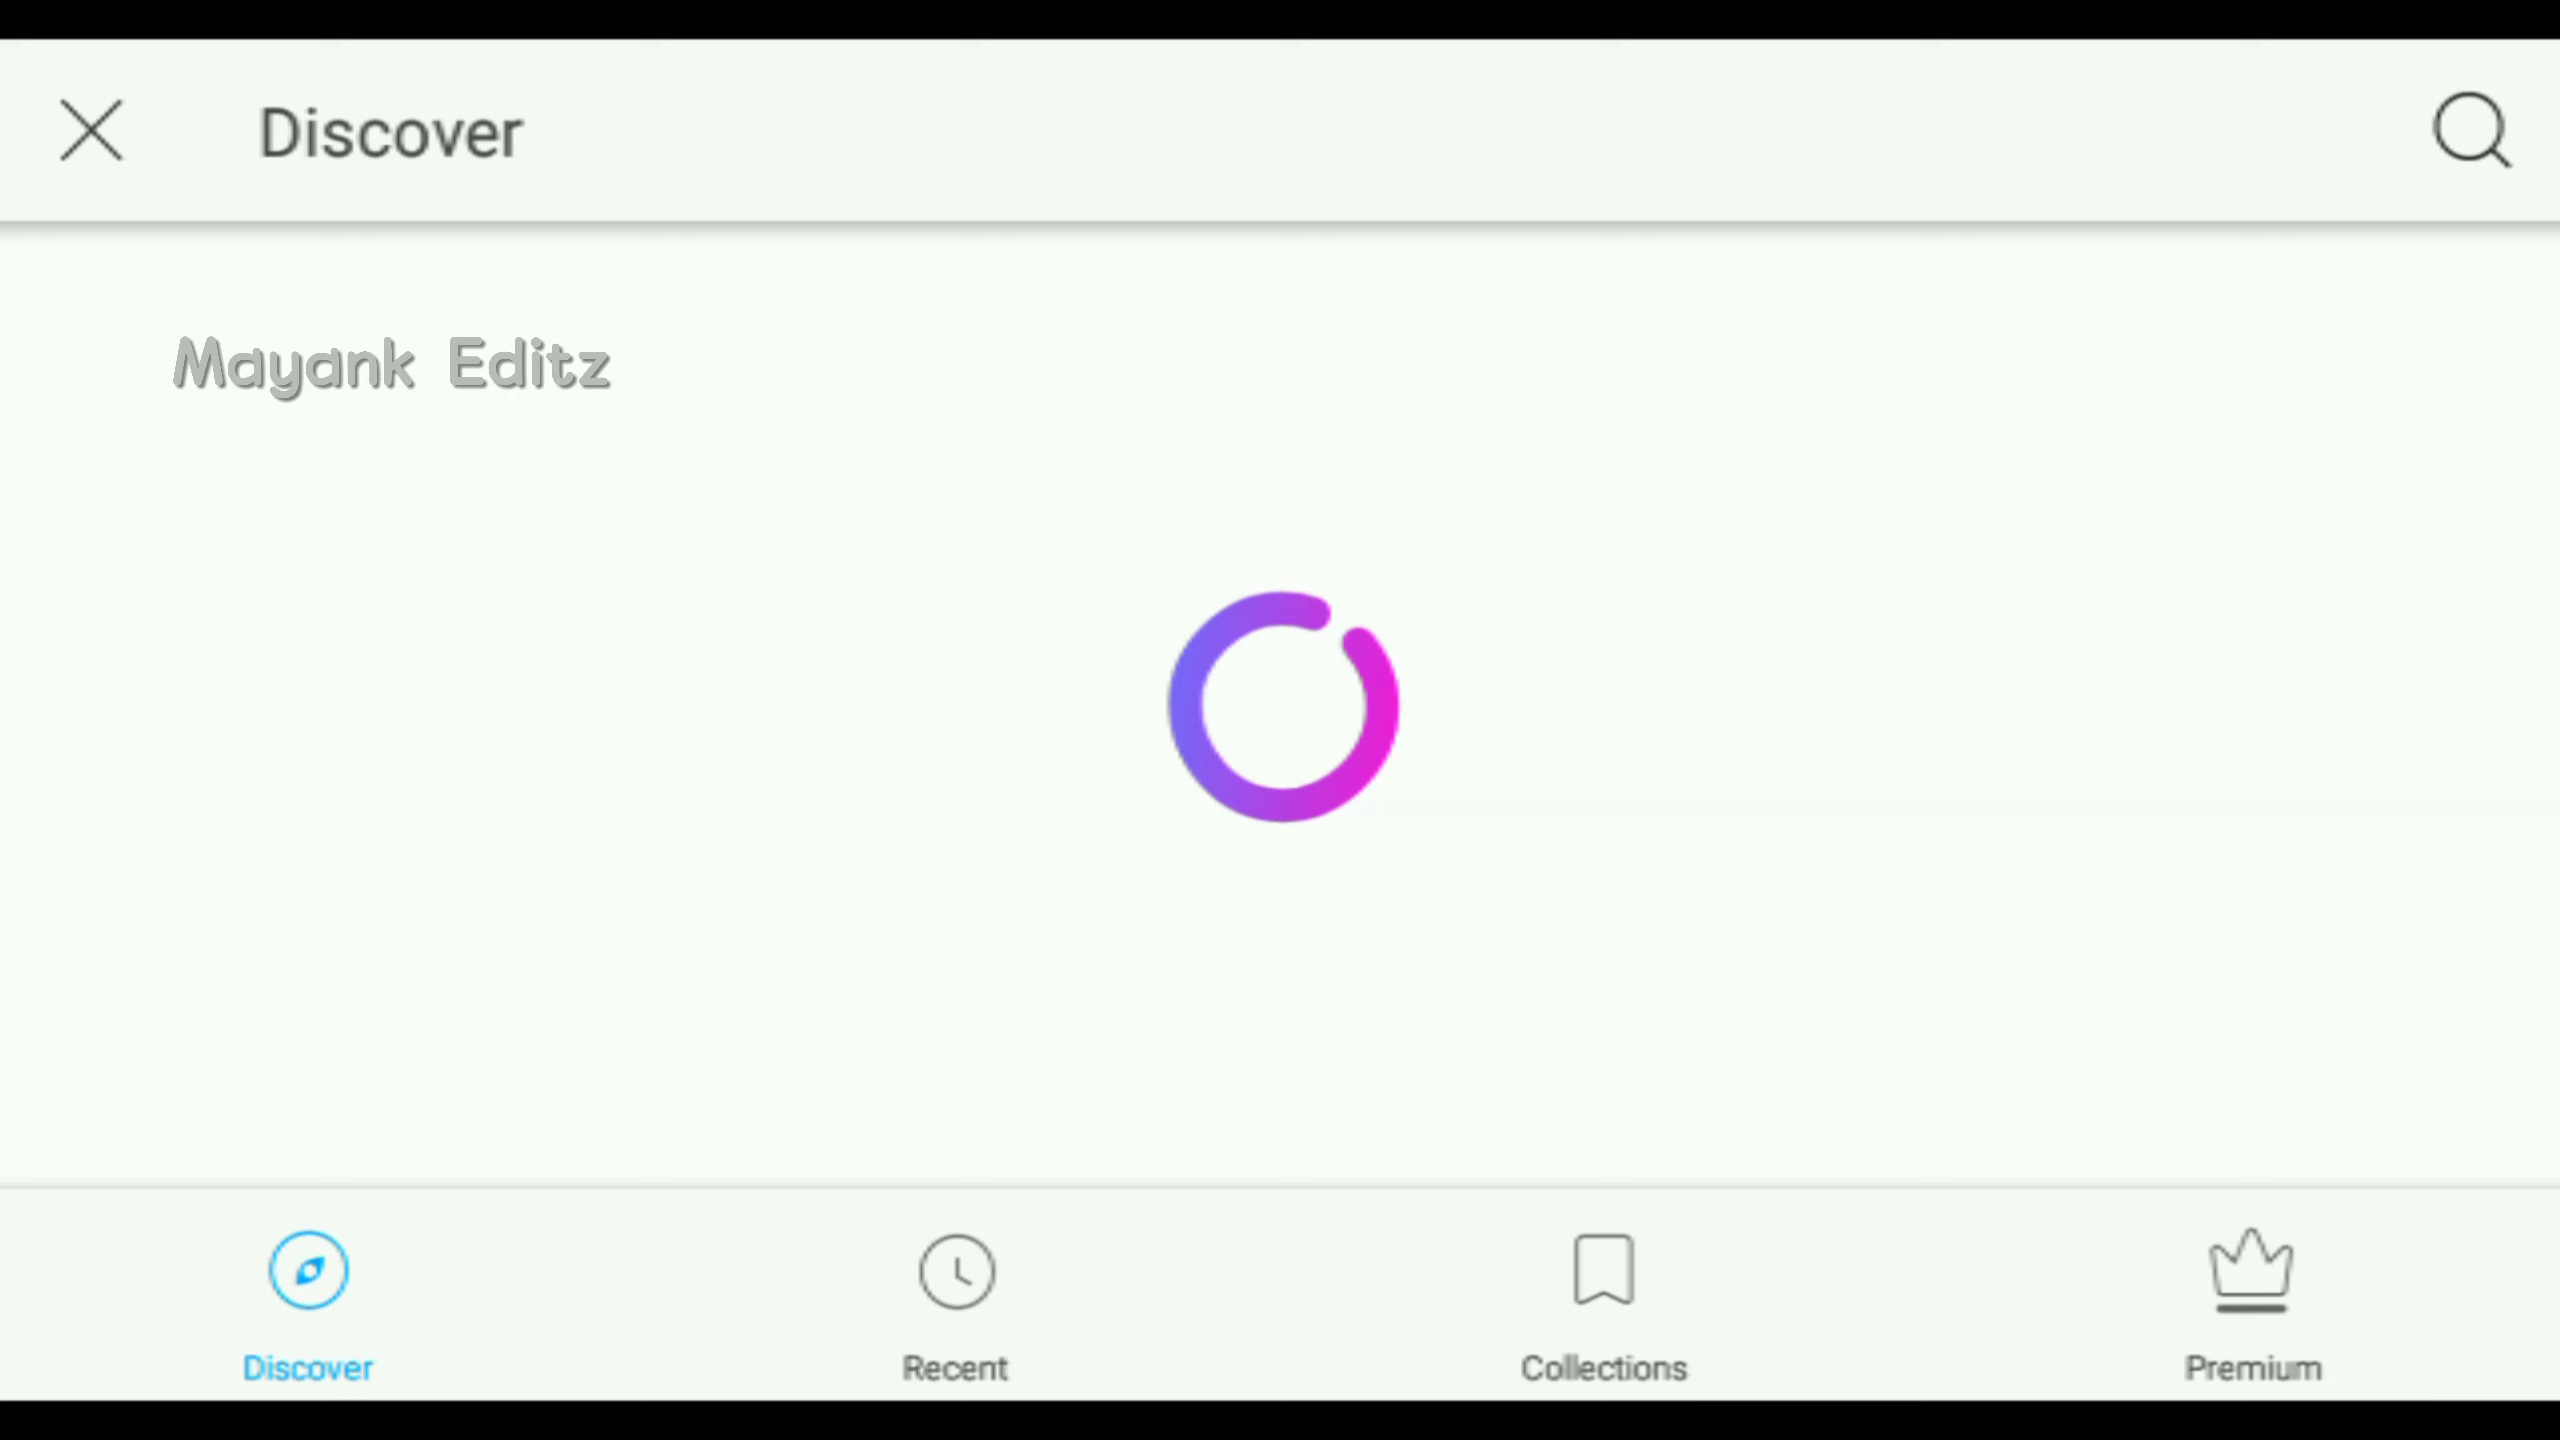 Discover
Mayank Editz
Discover
Recent
Collections
Premium